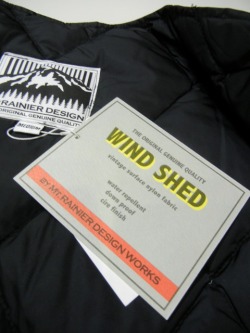 RAINIER DESIGN
ORIGINAL GENUINE QUALITY
MEDIUM
THE ORIGINAL GENUINE QUALITY
WIND SHED
vintage surface nylon fabric
water repellent
down proof
cire finish
BY Mt. RAINIER DESIGN WORKS